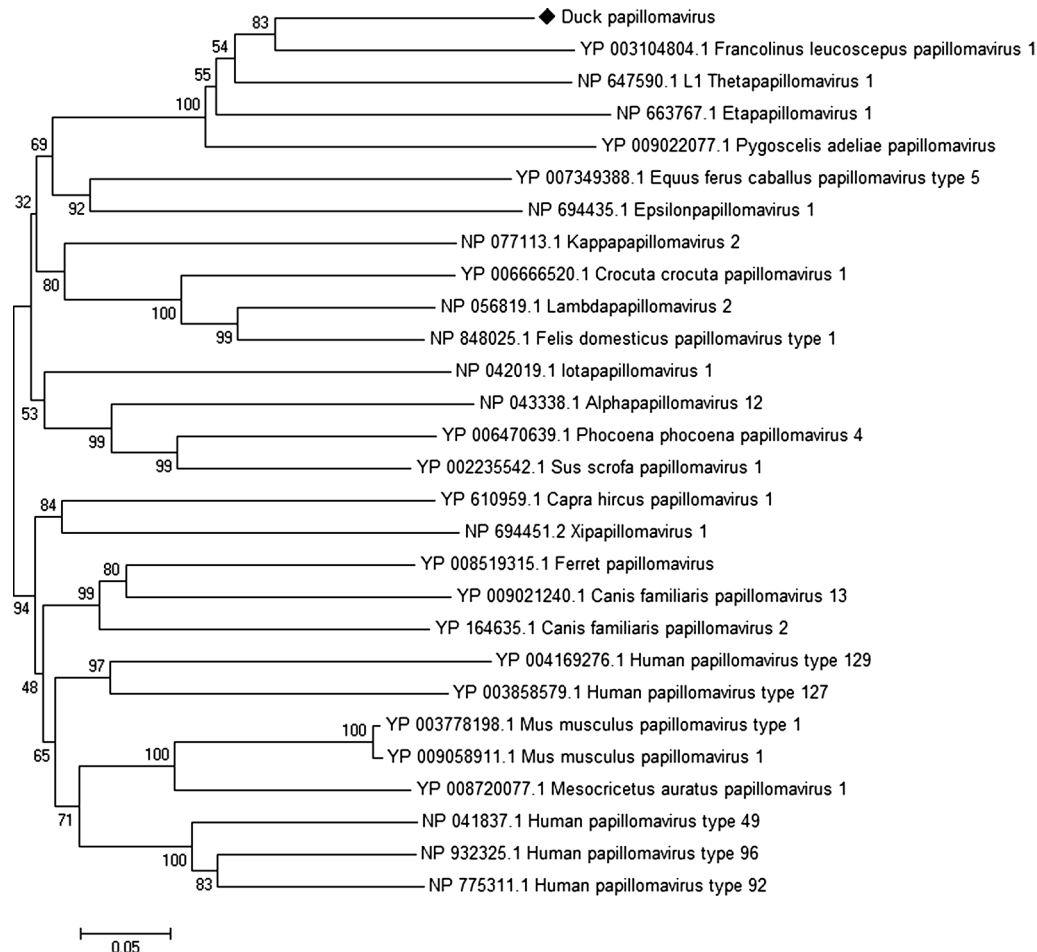 83
Duck papillomavirus
54
YP 003104804.1 Francolinus leucoscepus papillomavirus 1
55
NP 647590.1 L1 Thetapapillomavirus 1
100
NP 663767.1 Etapapillomavirus 1
YP 009022077.1 Pygoscelis adeliae papillomavirus
69
YP 007349388.1 Equus ferus caballus papillomavirus type 5
92
NP 694435.1 Epsilonpapillomavirus 1
32
NP 077113.1 Kappapapillomavirus 2
80
YP 006666520.1 Crocuta crocuta papillomavirus 1
100
NP 056819.1 Lambdapapillomavirus 2
99
NP 848025.1 Felis domesticus papillomavirus type 1
NP 042019.1 Iotapapillomavirus 1
53
NP 043338.1 Alphapapillomavirus 12
99
YP 006470639.1 Phocoena phocoena papillomavirus 4
99
YP 002235542.1 Sus scrofa papillomavirus 1
84
YP 610959.1 Capra hircus papillomavirus 1
NP 694451.2 Xipapillomavirus 1
80
YP 008519315.1 Ferret papillomavirus
99
YP 009021240.1 Canis familiaris papillomavirus 13
94
YP 164635.1 Canis familiaris papillomavirus 2
97
YP 004169276.1 Human papillomavirus type 129
48
YP 003858579.1 Human papillomavirus type 127
100
YP 003778198.1 Mus musculus papillomavirus type 1
65
100
YP 009058911.1 Mus musculus papillomavirus 1
YP 008720077.1 Mesocricetus auratus papillomavirus 1
71
NP 041837.1 Human papillomavirus type 49
100
NP 932325.1 Human papillomavirus type 96
83
NP 775311.1 Human papillomavirus type 92
0.05